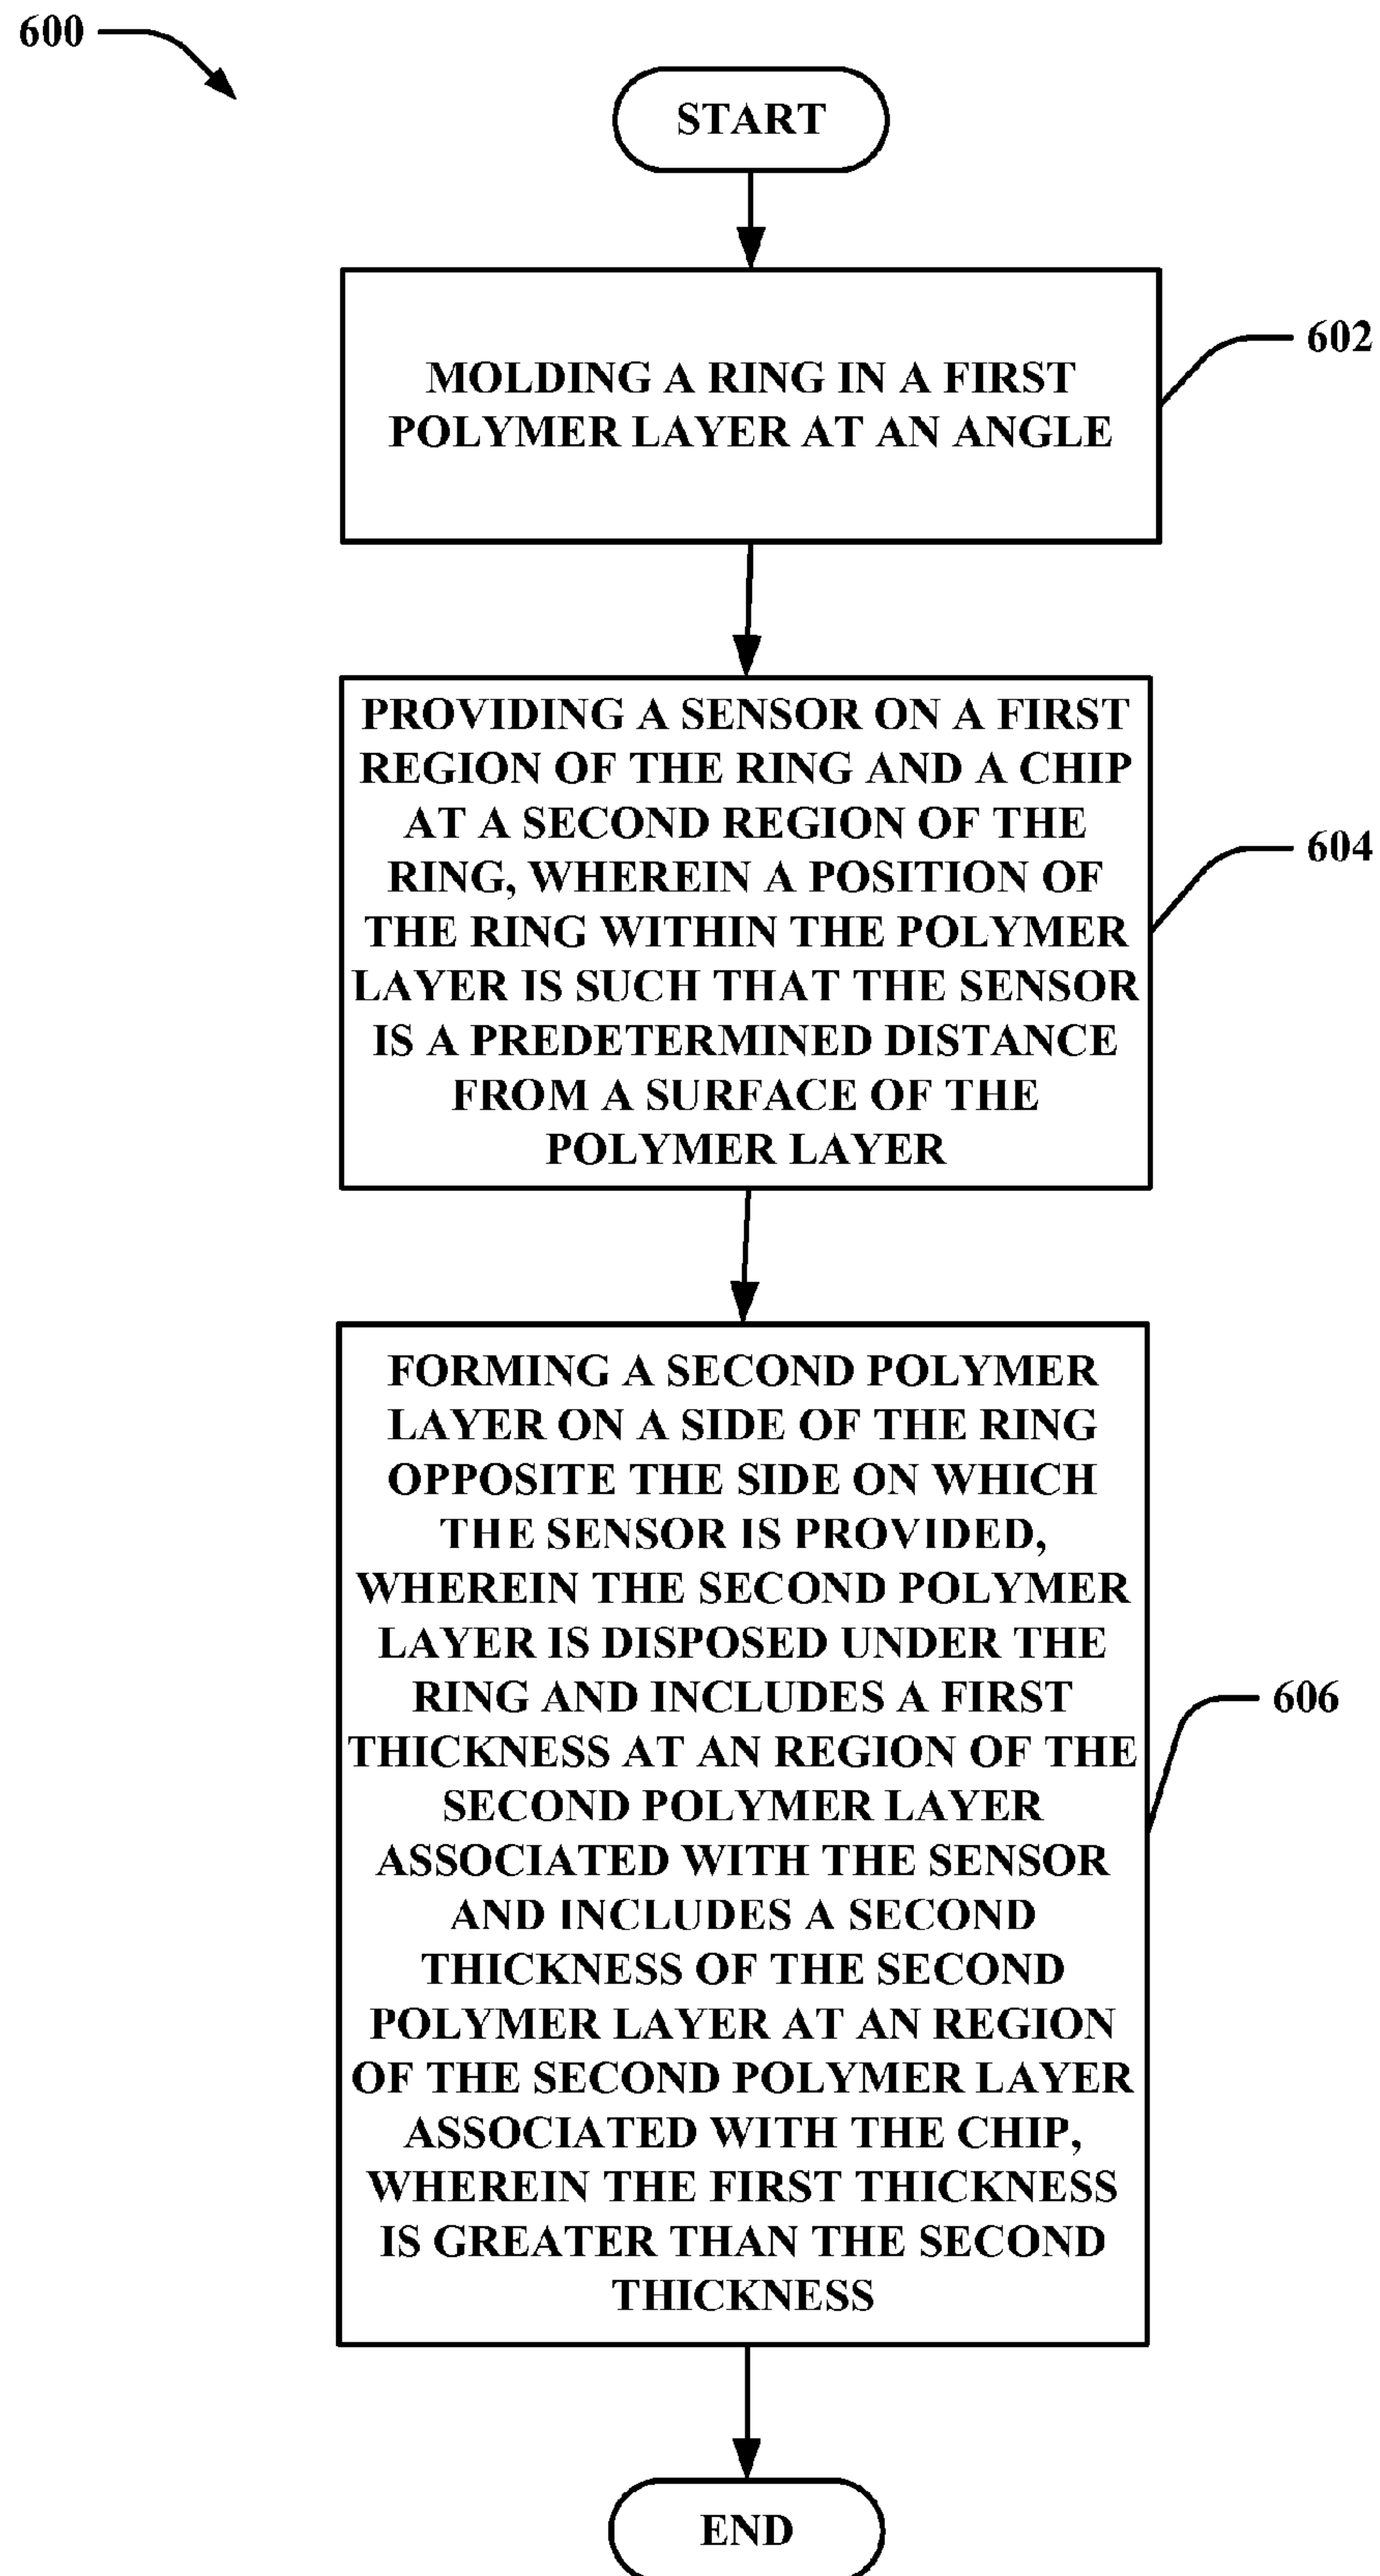 600
START
MOLDING A RING IN A FIRST
POLYMER LAYER AT AN ANGLE
602
PROVIDING A SENSOR ON A FIRST
REGION OF THE RING AND A CHIP
AT A SECOND REGION OF THE
RING, WHEREIN A POSITION OF
THE RING WITHIN THE POLYMER
LAYER IS SUCH THAT THE SENSOR
IS A PREDETERMINED DISTANCE
FROM A SURFACE OF THE
POLYMER LAYER
604
FORMING A SECOND POLYMER
LAYER ON A SIDE OF THE RING
OPPOSITE THE SIDE ON WHICH
THE SENSOR IS PROVIDED,
WHEREIN THE SECOND POLYMER
LAYER IS DISPOSED UNDER THE
RING AND INCLUDES A FIRST
THICKNESS AT AN REGION OF THE
SECOND POLYMER LAYER
ASSOCIATED WITH THE SENSOR
AND INCLUDES A SECOND
THICKNESS OF THE SECOND
POLYMER LAYER AT AN REGION
OF THE SECOND POLYMER LAYER
ASSOCIATED WITH THE CHIP,
WHEREIN THE FIRST THICKNESS
IS GREATER THAN THE SECOND
THICKNESS
606
END